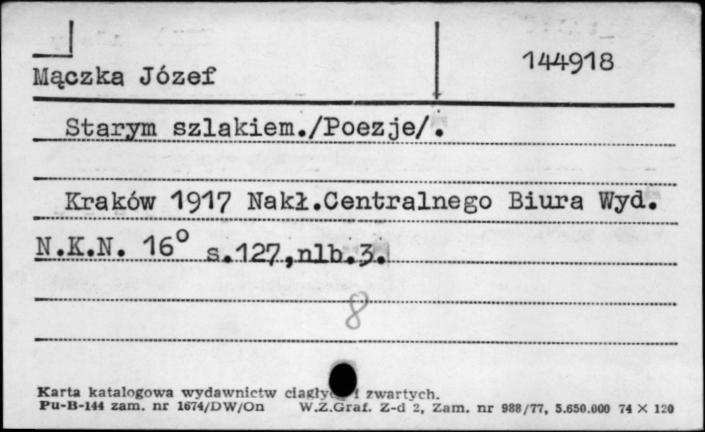 144918
Mączka Józef
Starym szlakiem./Poezje/.
Kraków 1917 Nakł.Centralnego Biura Wyd.
N.K.N. 16° s.127,nlb.3.
8
Karta katalogowa wydawnictw ciągłych i zwartych.
Pu-B-144 zam. nr 1674/DW/On W.Z.Graf. Z-d 2, Zam. nr 988/77, 5.650.000 74 X 120